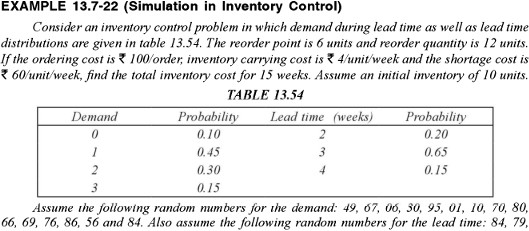 EXAMPLE 13.7-22 (Simulation in Inventory Control)
Consider an inventory control problem in which demand during lead time as well as lead time
distributions are given in table 13.54. The reorder point is 6 units and reorder quantity is 12 units.
If the ordering cost is ₹ 100/order, inventory carrying cost is ₹ 4/unit/week and the shortage cost is
₹ 60/unit/week, find the total inventory cost for 15 weeks. Assume an initial inventory of 10 units.
TABLE 13.54
Demand Probability Lead time (weeks) Probability
0 0.10 2 0.20
1 0.45 3 0.65
2 0.30 4 0.15
3 0.15
Assume the following random numbers for the demand: 49, 67, 06, 30, 95, 01, 10, 70, 80,
66, 69, 76, 86, 56 and 84. Also assume the following random numbers for the lead time: 84, 79,